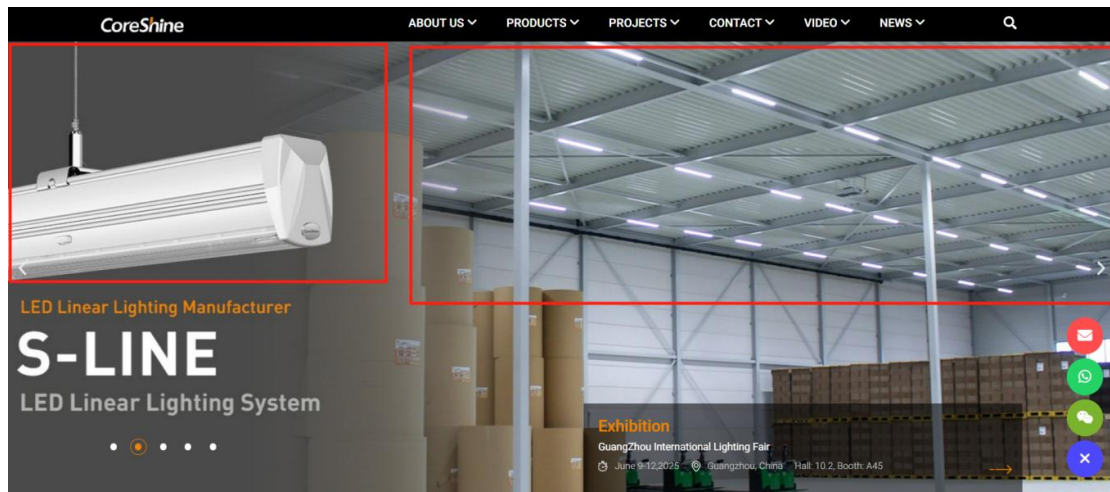 CoreShine
ABOUT US PRODUCTS PROJECTS CONTACT VIDEO NEWS
LED Linear Lighting Manufacturer
S-LINE
LED Linear Lighting System
Exhibition
GuangZhou International Lighting Fair
June 9-12,2025 Guangzhou, China Hall: 10.2, Booth: A45